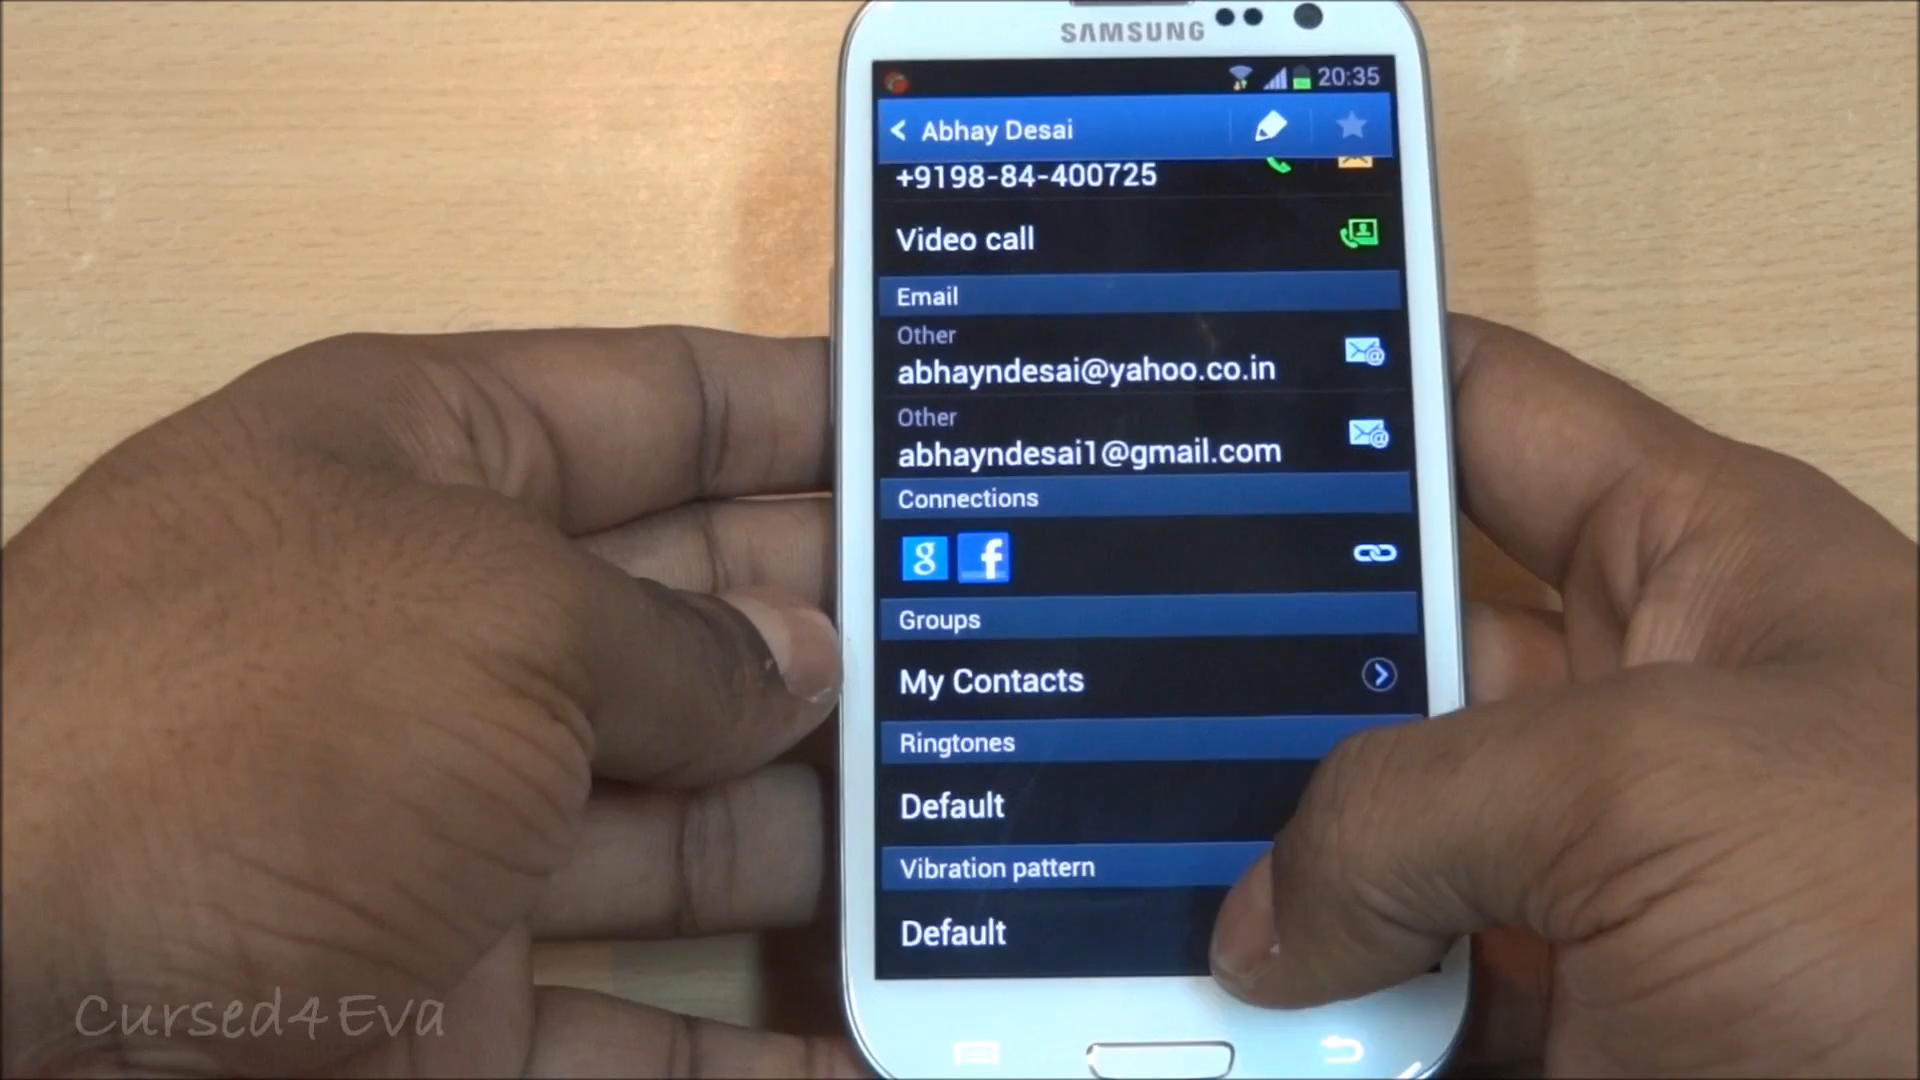 SAMSUNG
20:35
Abhay Desai
+9198-84-400725
Video call
Email
Other
abhayndesai@yahoo.co.in
Other
abhayndesai1@gmail.com
Connections
g f
Groups
My Contacts
Ringtones
Default
Vibration pattern
Default
Cursed4Eva